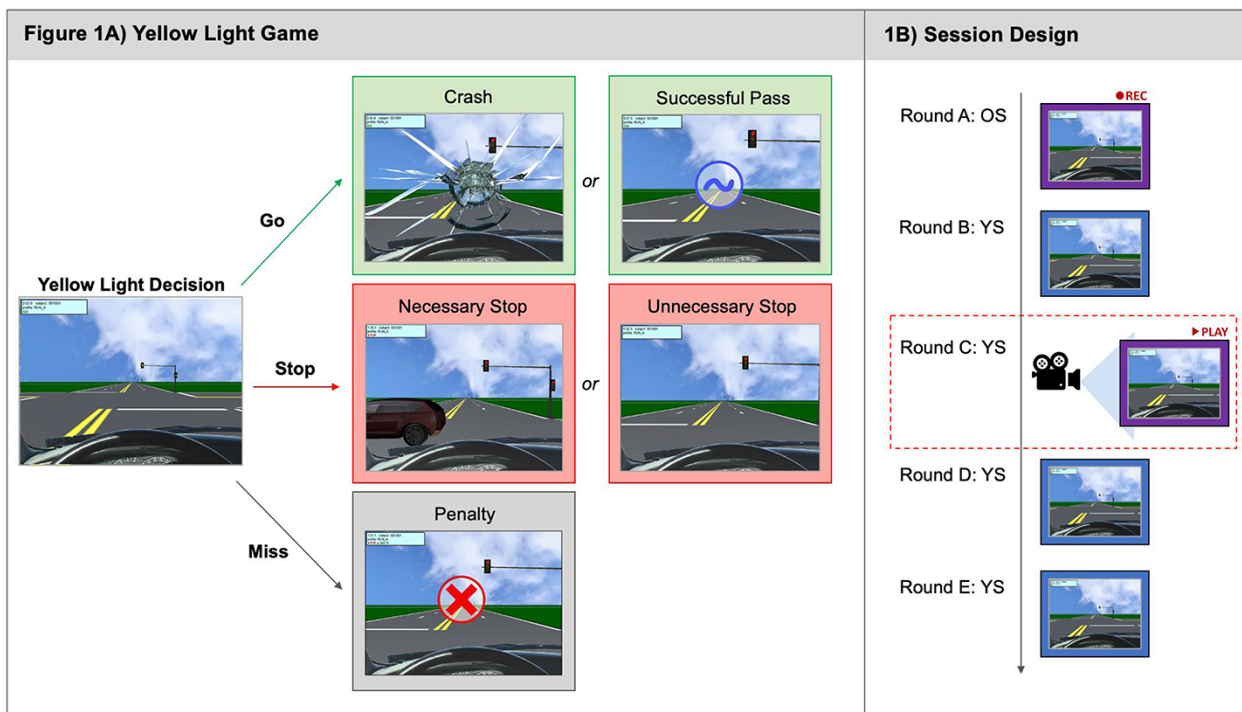 Figure 1A) Yellow Light Game
1B) Session Design
Crash
Successful Pass
Go
or
Yellow Light Decision
Necessary Stop
Unnecessary Stop
Stop
or
Penalty
Miss
REC
Round A: OS
Round B: YS
PLAY
Round C: YS
Round D: YS
Round E: YS